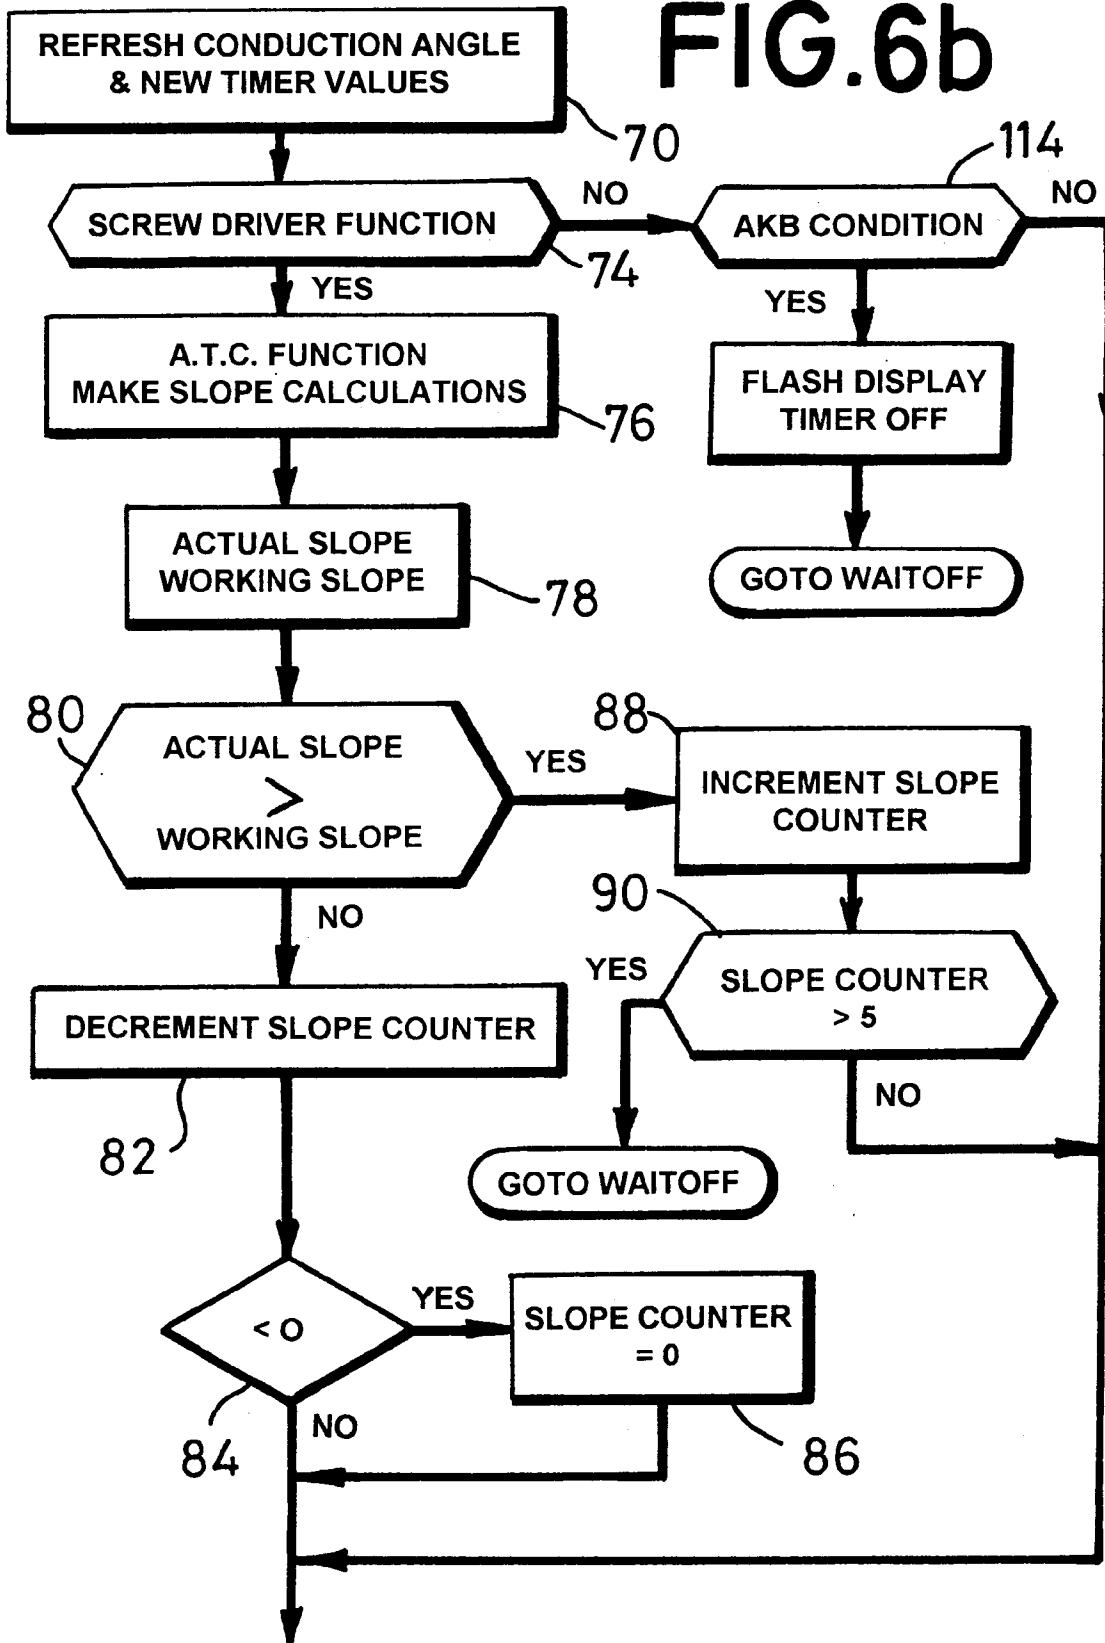 FIG.6b
REFRESH CONDUCTION ANGLE
& NEW TIMER VALUES
70
SCREW DRIVER FUNCTION
74
NO
AKB CONDITION
114
NO
YES
YES
A.T.C. FUNCTION
MAKE SLOPE CALCULATIONS
76
FLASH DISPLAY
TIMER OFF
ACTUAL SLOPE
WORKING SLOPE
78
GOTO WAITOFF
80
ACTUAL SLOPE
>
WORKING SLOPE
YES
88
INCREMENT SLOPE
COUNTER
NO
90
YES
SLOPE COUNTER
> 5
DECREMENT SLOPE COUNTER
82
NO
GOTO WAITOFF
< O
YES
SLOPE COUNTER
= 0
84
NO
86